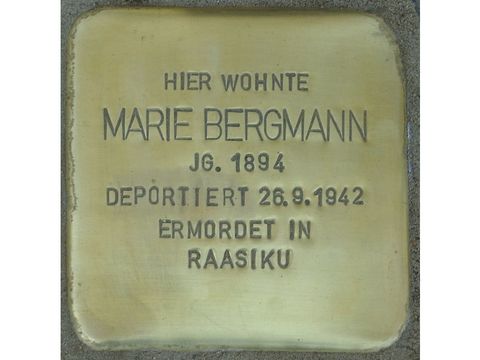 HIER WOHNTE
MARIE BERGMANN
JG. 1894
DEPORTIERT 26.9.1942
ERMORDET IN
RAASIKU